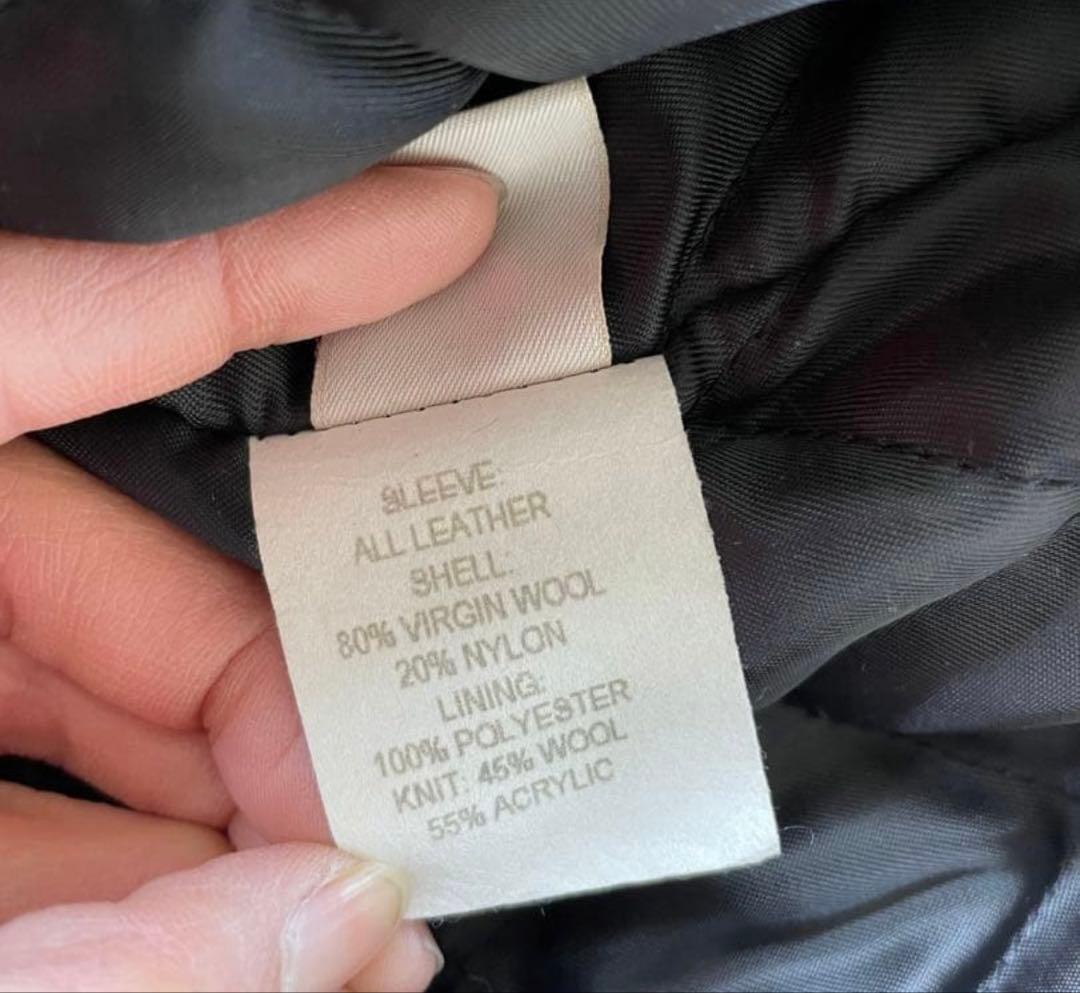 SLEEVE:
ALL LEATHER
SHELL:
80% VIRGIN WOOL
20% NYLON
LINING:
100% POLYESTER
KNIT: 45% WOOL
55% ACRYLIC